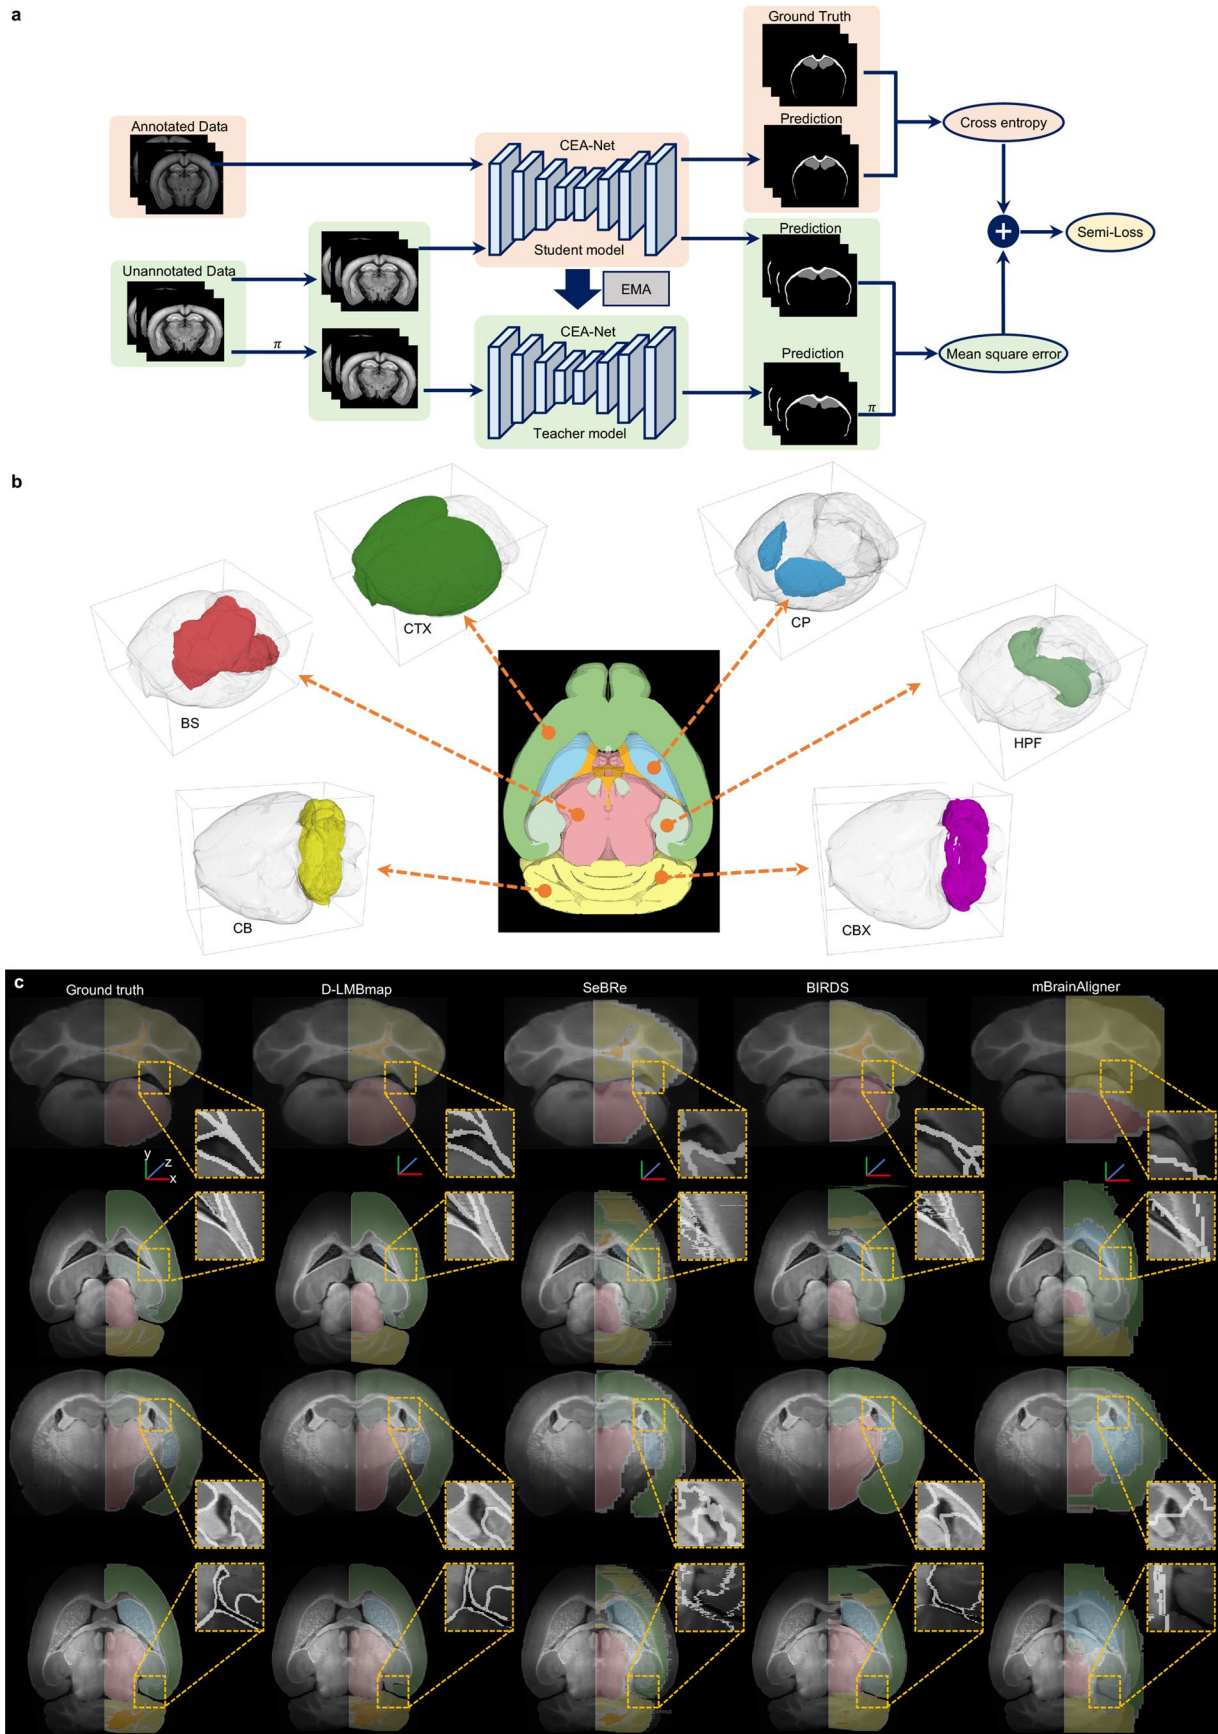 a
Ground Truth
Annotated Data
CEA-Net
Prediction
Cross entropy
Student model
Prediction
Semi-Loss
Unannotated Data
EMA
π
CEA-Net
Prediction
Mean square error
π
Teacher model
b
CTX
CP
BS
HPF
CB
CBX
c
Ground truth
D-LMBmap
SeBRe
BIRDS
mBrainAligner
y
z
x